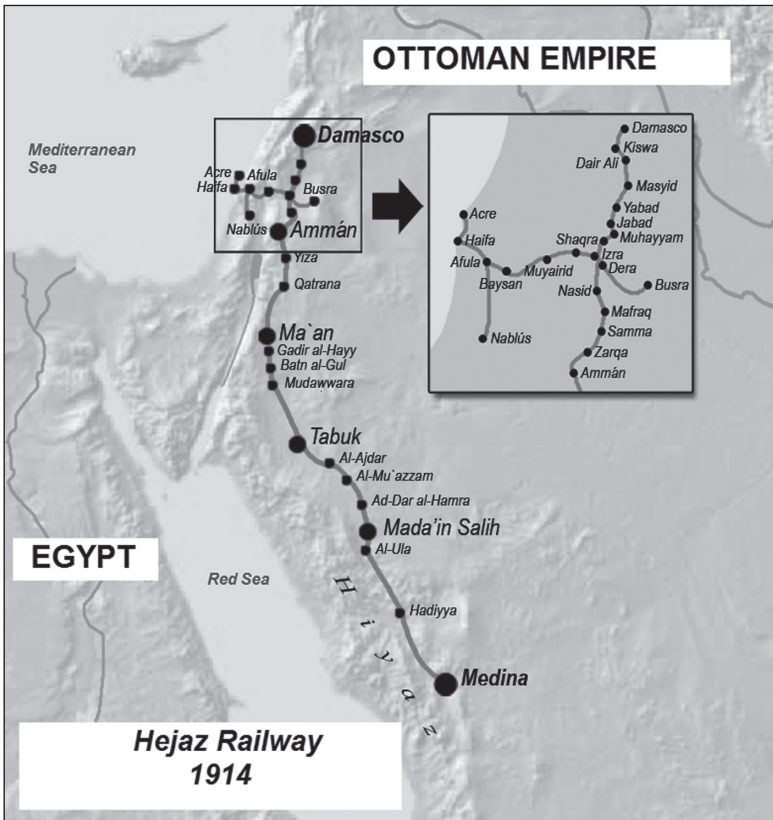 OTTOMAN EMPIRE
Mediterranean
Sea
Damasco
Acre
Afula
Haifa
Busra
Nablús
Ammán
Yiza
Qatrana
Ma`an
Gadir al-Hayy
Batn al-Gul
Mudawwara
Tabuk
Al-Ajdar
Al-Mu`azzam
Ad-Dar al-Hamra
Mada'in Salih
Al-Ula
Hadiyya
Medina
EGYPT
Red Sea
Hiyaz
Damasco
Kiswa
Dair Ali
Masyid
Yabad
Jabad
Muhayyam
Shaqra
Izra
Dera
Acre
Haifa
Afula
Baysan
Muyairid
Nasid
Busra
Mafraq
Samma
Nablús
Zarqa
Ammán
Hejaz Railway
1914